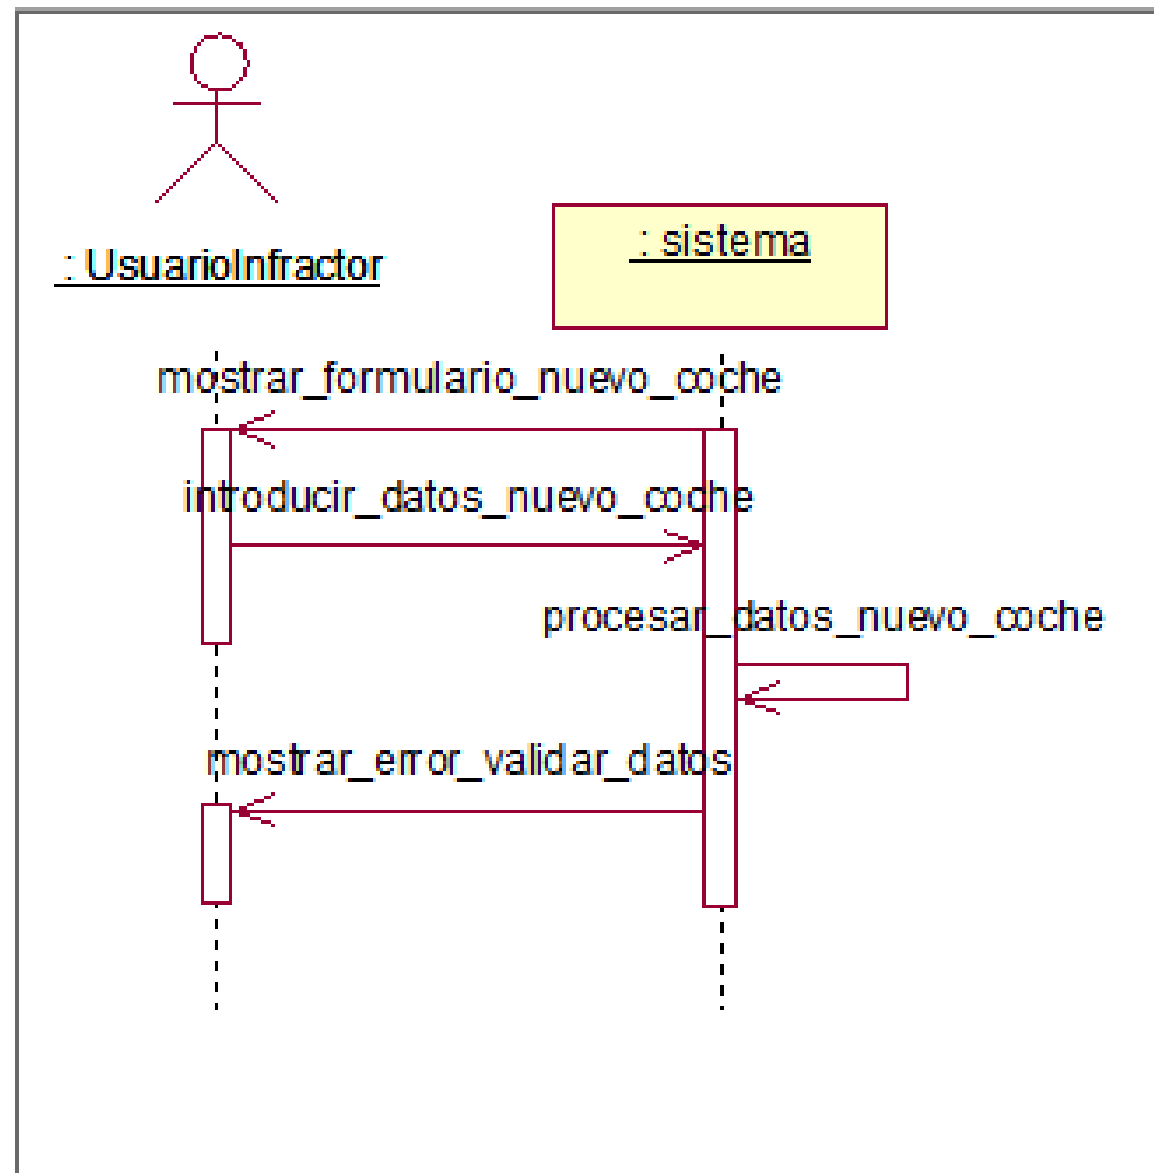 : UsuarioInfractor
: sistema
mostrar_formulario_nuevo_coche
introducir_datos_nuevo_coche
procesar_datos_nuevo_coche
mostrar_error_validar_datos